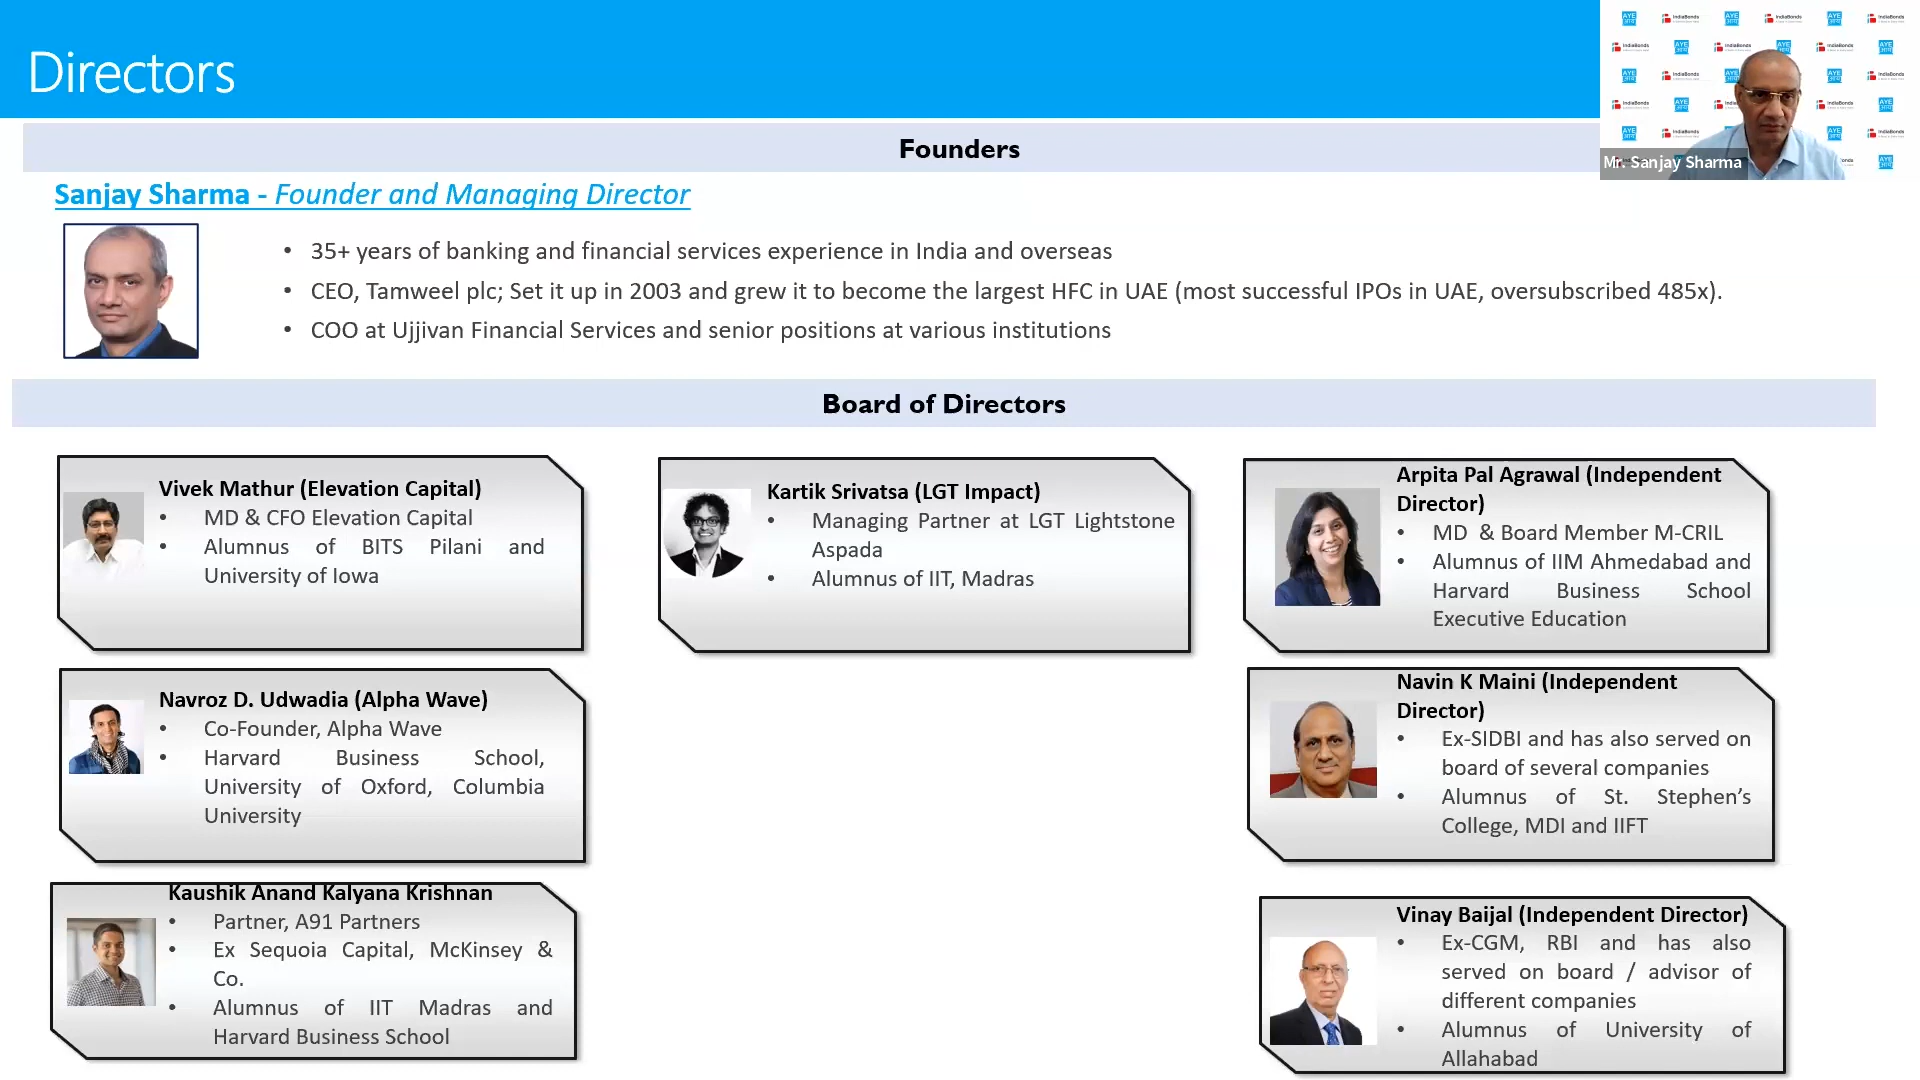 Directors
Founders
Sanjay Sharma - Founder and Managing Director
• 35+ years of banking and financial services experience in India and overseas
• CEO, Tamweel plc; Set it up in 2003 and grew it to become the largest HFC in UAE (most successful IPOs in UAE, oversubscribed 485x).
• COO at Ujjivan Financial Services and senior positions at various institutions
Mr. Sanjay Sharma
AYE
IndiaBonds
Board of Directors
Vivek Mathur (Elevation Capital)
• MD & CFO Elevation Capital
• Alumnus of BITS Pilani and
University of Iowa
Kartik Srivatsa (LGT Impact)
• Managing Partner at LGT Lightstone
Aspada
• Alumnus of IIT, Madras
Arpita Pal Agrawal (Independent
Director)
• MD & Board Member M-CRIL
• Alumnus of IIM Ahmedabad and
Harvard Business School
Executive Education
Navroz D. Udwadia (Alpha Wave)
• Co-Founder, Alpha Wave
• Harvard Business School,
University of Oxford, Columbia
University
Navin K Maini (Independent
Director)
• Ex-SIDBI and has also served on
board of several companies
• Alumnus of St. Stephen’s
College, MDI and IIFT
Kaushik Anand Kalyana Krishnan
• Partner, A91 Partners
• Ex Sequoia Capital, McKinsey &
Co.
• Alumnus of IIT Madras and
Harvard Business School
Vinay Baijal (Independent Director)
• Ex-CGM, RBI and has also
served on board / advisor of
different companies
• Alumnus of University of
Allahabad